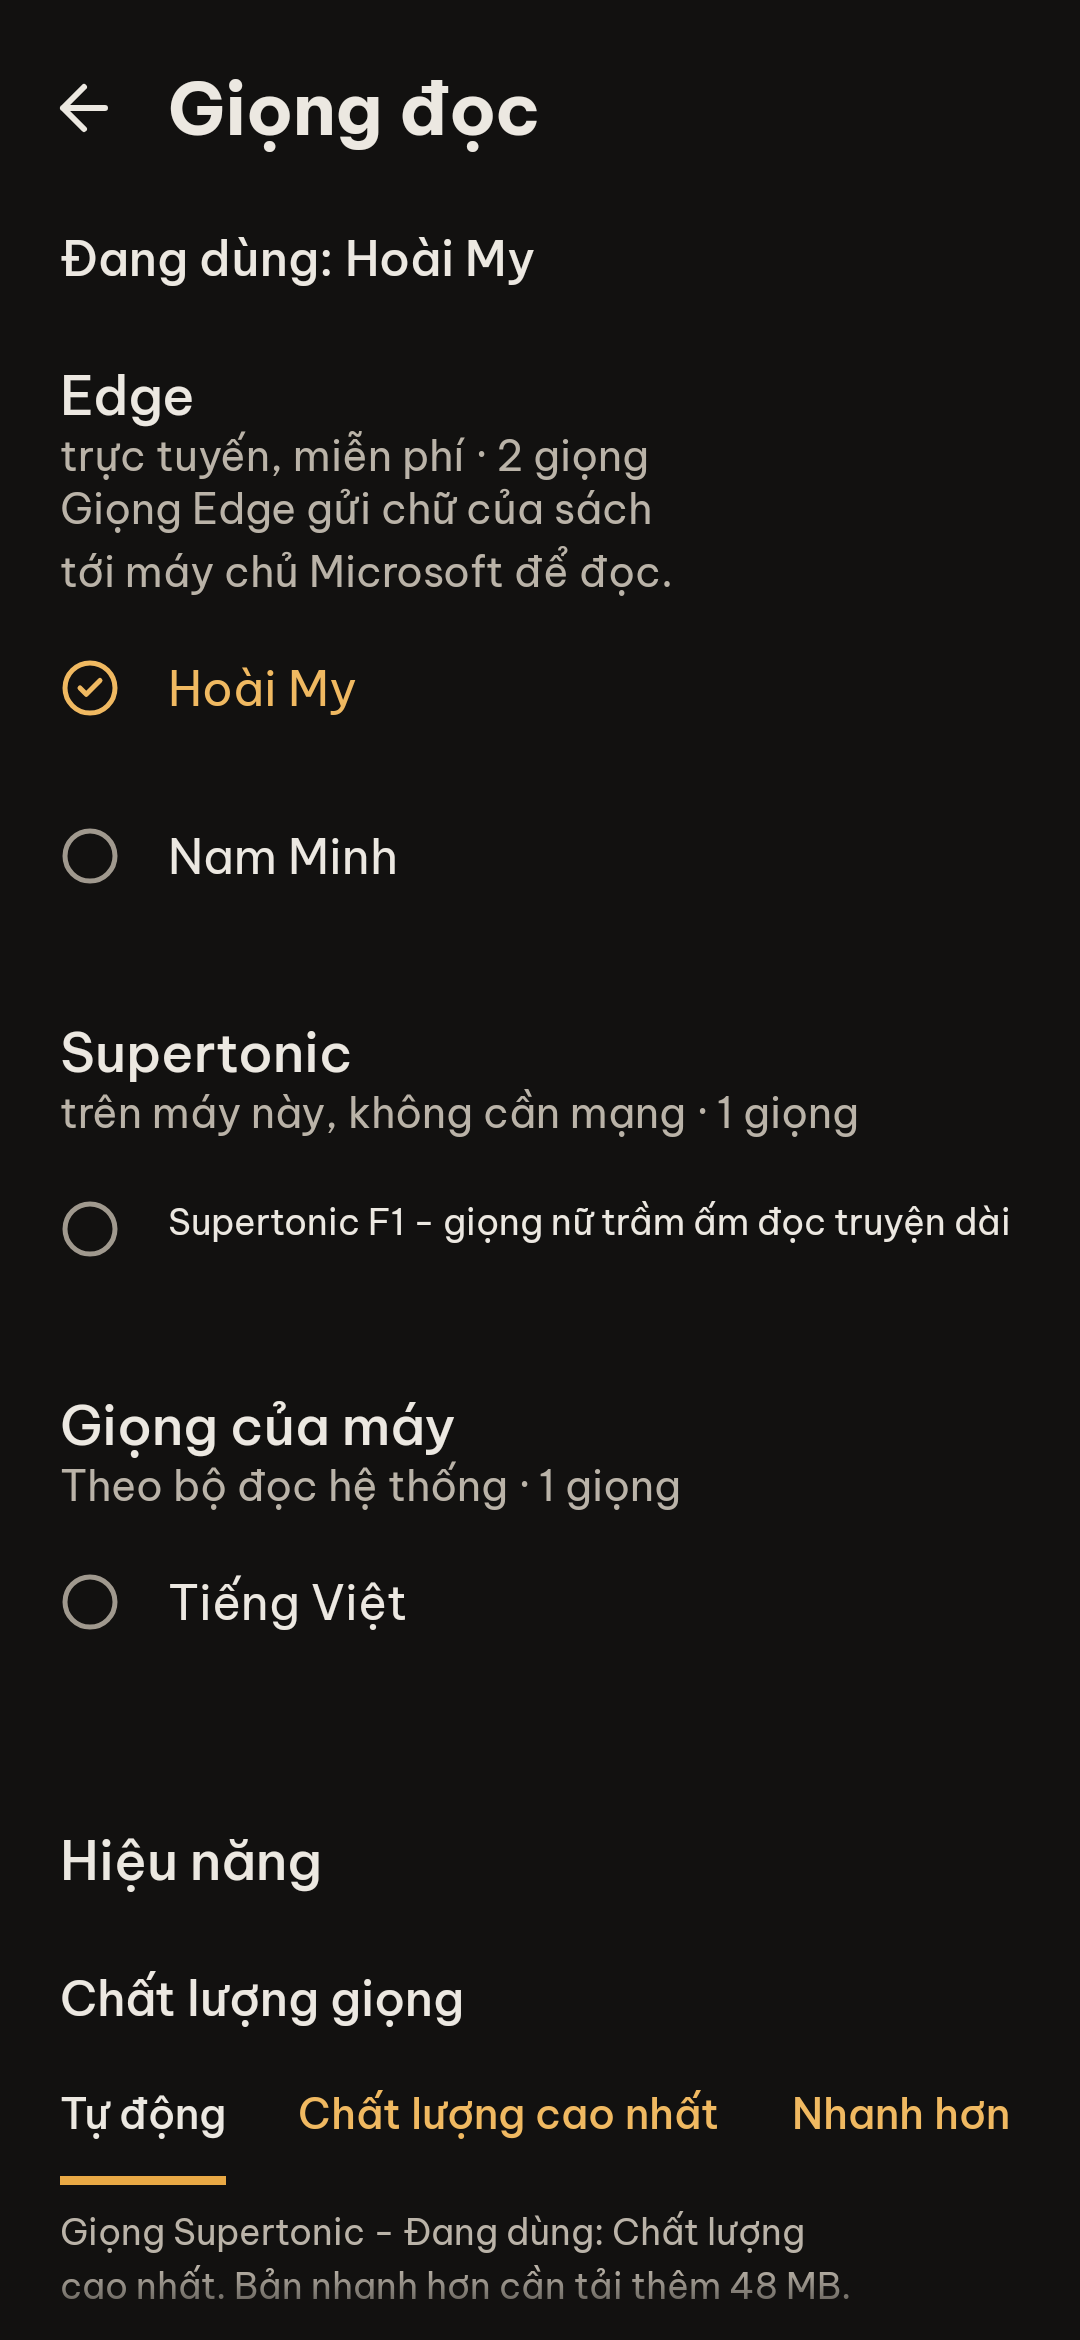 Giọng đọc
Đang dùng: Hoài My
Edge
trực tuyến, miễn phí · 2 giọng
Giọng Edge gửi chữ của sách
tới máy chủ Microsoft để đọc.
Hoài My
Nam Minh
Supertonic
trên máy này, không cần mạng · 1 giọng
Supertonic F1 – giọng nữ trầm ấm đọc truyện dài
Giọng của máy
Theo bộ đọc hệ thống · 1 giọng
Tiếng Việt
Hiệu năng
Chất lượng giọng
Tự động Chất lượng cao nhất Nhanh hơn
Giọng Supertonic – Đang dùng: Chất lượng
cao nhất. Bản nhanh hơn cần tải thêm 48 MB.